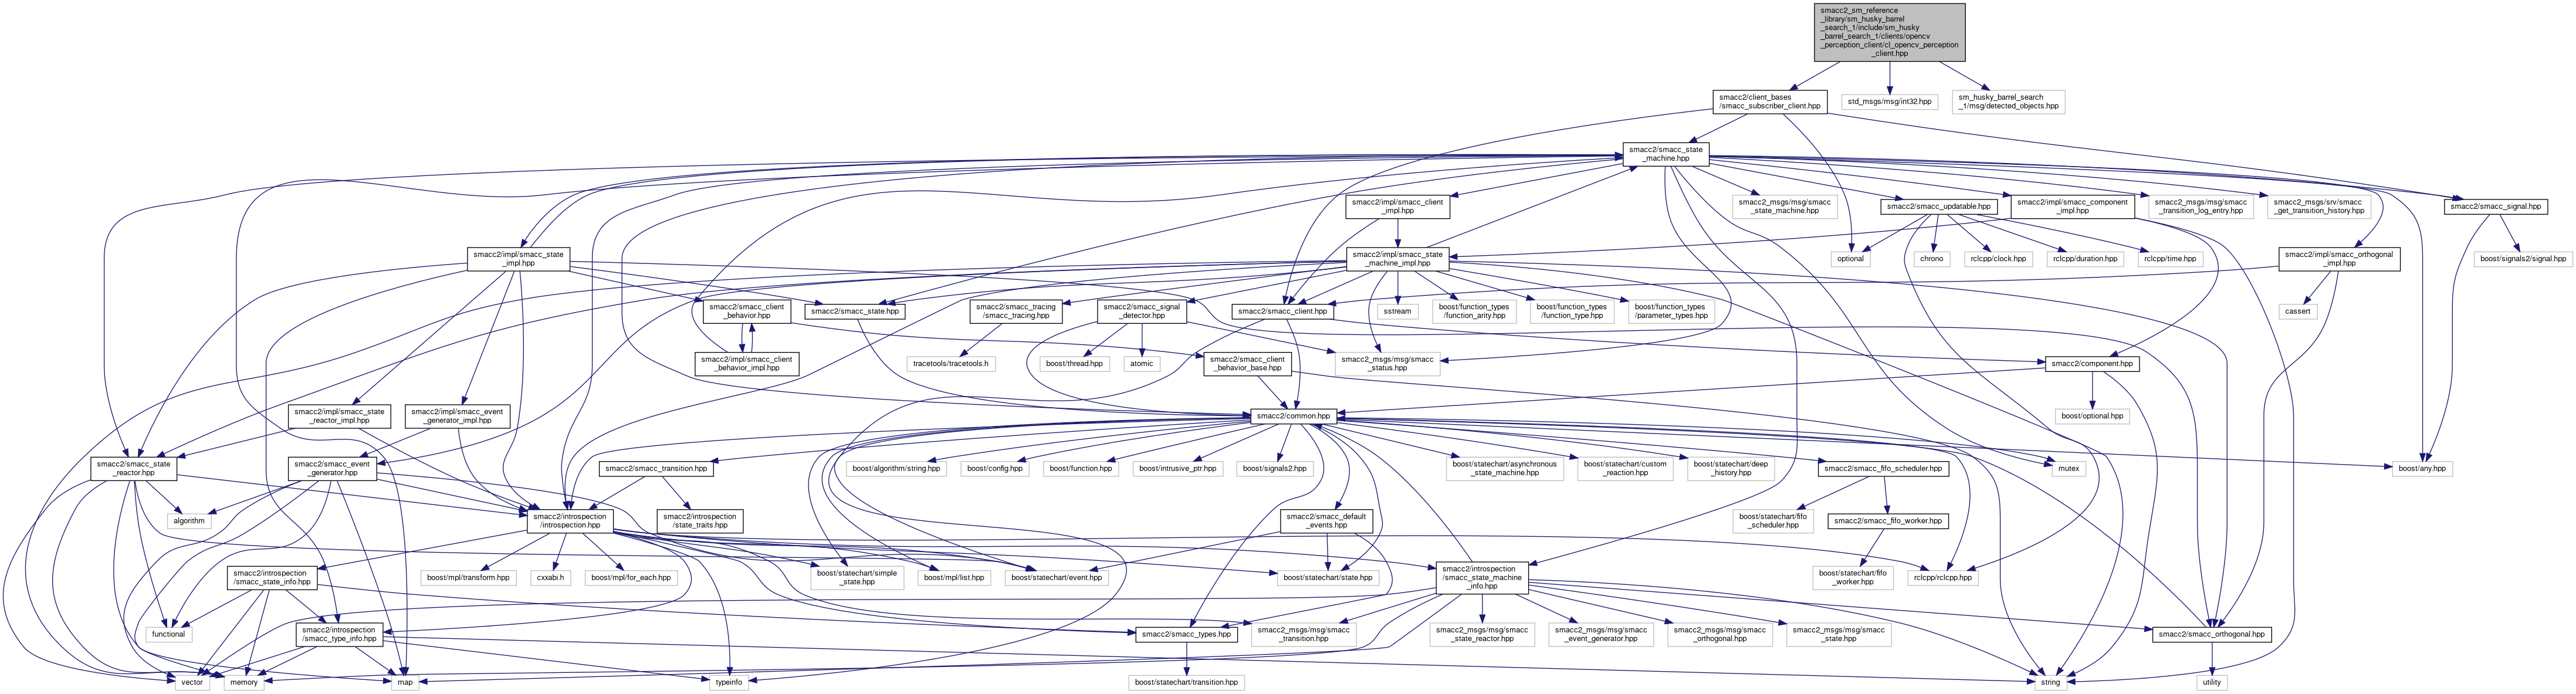 smacc2_sm_reference
_library/sm_husky_barrel
_search_1/include/sm_husky
_barrel_search_1/clients/opencv
_perception_client/cl_opencv_perception
_client.hpp
smacc2/client_bases
/smacc_subscriber_client.hpp
std_msgs/msg/int32.hpp
sm_husky_barrel_search
_1/msg/detected_objects.hpp
smacc2/smacc_state
_machine.hpp
smacc2/impl/smacc_client
_impl.hpp
smacc2_msgs/msg/smacc
_state_machine.hpp
smacc2/smacc_updatable.hpp
smacc2/impl/smacc_component
_impl.hpp
smacc2_msgs/msg/smacc
_transition_log_entry.hpp
smacc2_msgs/srv/smacc
_get_transition_history.hpp
smacc2/smacc_signal.hpp
smacc2/impl/smacc_state
_impl.hpp
smacc2/impl/smacc_state
_machine_impl.hpp
optional
chrono
rclcpp/clock.hpp
rclcpp/duration.hpp
rclcpp/time.hpp
smacc2/impl/smacc_orthogonal
_impl.hpp
boost/signals2/signal.hpp
smacc2/smacc_client
_behavior.hpp
smacc2/smacc_state.hpp
smacc2/smacc_tracing
/smacc_tracing.hpp
smacc2/smacc_signal
_detector.hpp
smacc2/smacc_client.hpp
sstream
boost/function_types
/function_arity.hpp
boost/function_types
/function_type.hpp
boost/function_types
/parameter_types.hpp
cassert
smacc2/impl/smacc_client
_behavior_impl.hpp
tracetools/tracetools.h
boost/thread.hpp
atomic
smacc2/smacc_client
_behavior_base.hpp
smacc2_msgs/msg/smacc
_status.hpp
smacc2/component.hpp
smacc2/impl/smacc_state
_reactor_impl.hpp
smacc2/impl/smacc_event
_generator_impl.hpp
smacc2/common.hpp
boost/optional.hpp
smacc2/smacc_state
_reactor.hpp
smacc2/smacc_event
_generator.hpp
smacc2/smacc_transition.hpp
boost/algorithm/string.hpp
boost/config.hpp
boost/function.hpp
boost/intrusive_ptr.hpp
boost/signals2.hpp
boost/statechart/asynchronous
_state_machine.hpp
boost/statechart/custom
_reaction.hpp
boost/statechart/deep
_history.hpp
smacc2/smacc_fifo_scheduler.hpp
mutex
boost/any.hpp
algorithm
smacc2/introspection
/introspection.hpp
smacc2/introspection
/state_traits.hpp
smacc2/smacc_default
_events.hpp
boost/statechart/fifo
_scheduler.hpp
smacc2/smacc_fifo_worker.hpp
smacc2/introspection
/smacc_state_info.hpp
boost/mpl/transform.hpp
cxxabi.h
boost/mpl/for_each.hpp
boost/statechart/simple
_state.hpp
boost/mpl/list.hpp
boost/statechart/event.hpp
boost/statechart/state.hpp
smacc2/introspection
/smacc_state_machine
_info.hpp
boost/statechart/fifo
_worker.hpp
rclcpp/rclcpp.hpp
functional
smacc2/introspection
/smacc_type_info.hpp
smacc2/smacc_types.hpp
smacc2_msgs/msg/smacc
_transition.hpp
smacc2_msgs/msg/smacc
_state_reactor.hpp
smacc2_msgs/msg/smacc
_event_generator.hpp
smacc2_msgs/msg/smacc
_orthogonal.hpp
smacc2_msgs/msg/smacc
_state.hpp
smacc2/smacc_orthogonal.hpp
vector
memory
map
typeinfo
boost/statechart/transition.hpp
string
utility